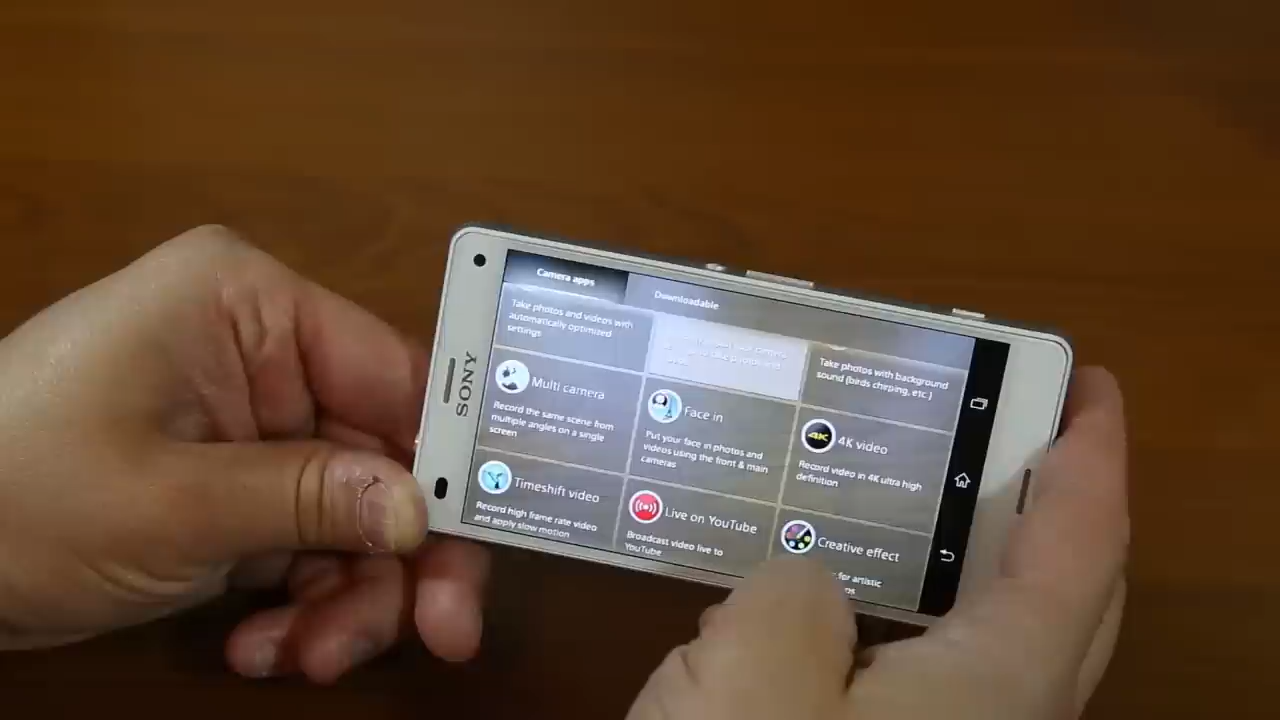 SONY
Camera apps
Downloadable
Take photos and videos with
automatically optimized
settings
Take photos with background
sound (birds chirping, etc.)
Multi camera
Record the same scene from
multiple angles on a single
screen
Face in
Put your face in photos and
videos using the front & main
cameras
4K
4K video
Record video in 4K ultra high
definition
Timeshift video
Record high frame rate video
and apply slow motion
Live on YouTube
Broadcast video live to
YouTube
Creative effect
for artistic